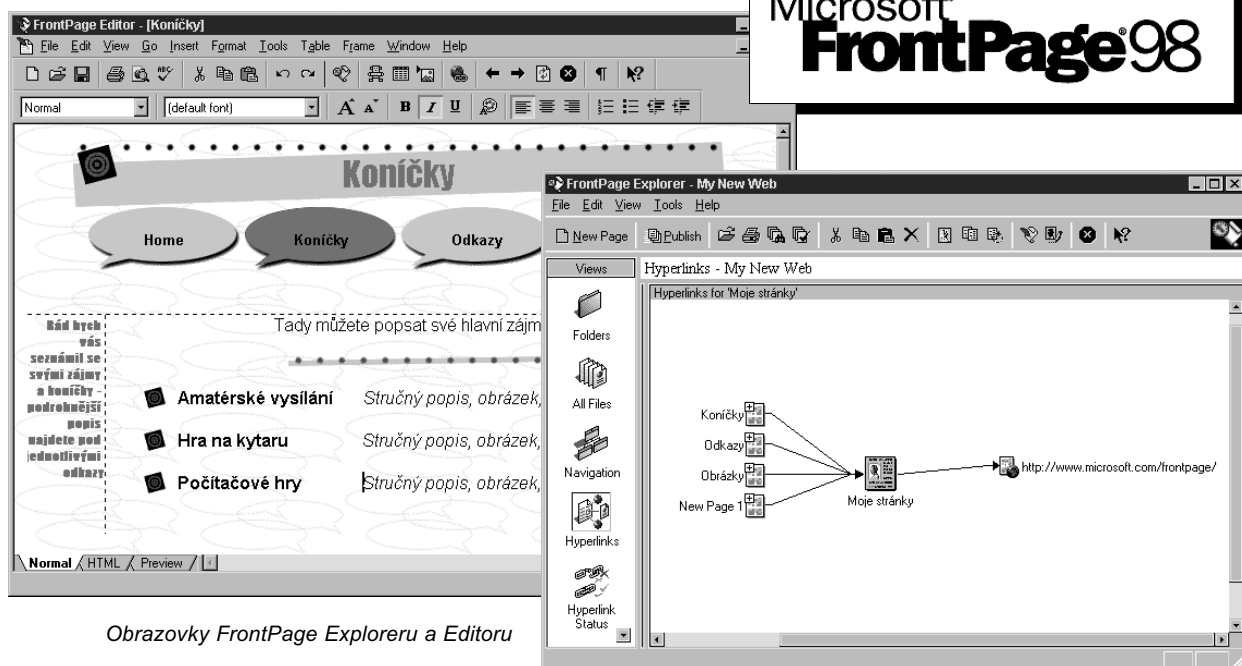 FrontPage Editor - [Koníčky]
File Edit View Go Insert Format Tools Table Frame Window Help
Normal (default font) A A B I U
Koníčky
Home Koníčky Odkazy
Rád bych
vás
seznámil se
svými zájmy
a koníčky -
podrobnější
popis
najdete pod
jednotlivými
odkazy
Tady můžete popsat své hlavní zájm
Amatérské vysílání Stručný popis, obrázek,
Hra na kytaru Stručný popis, obrázek,
Počítačové hry Stručný popis, obrázek,
Normal HTML Preview
Obrazovky FrontPage Exploreru a Editoru
Microsoft
FrontPage®98
FrontPage Explorer - My New Web
File Edit View Tools Help
New Page Publish
Views
Hyperlinks - My New Web
Hyperlinks for 'Moje stránky'
Folders
All Files
Navigation
Hyperlinks
Hyperlink
Status
Koníčky
Odkazy
Obrázky
New Page 1
Moje stránky
http://www.microsoft.com/frontpage/